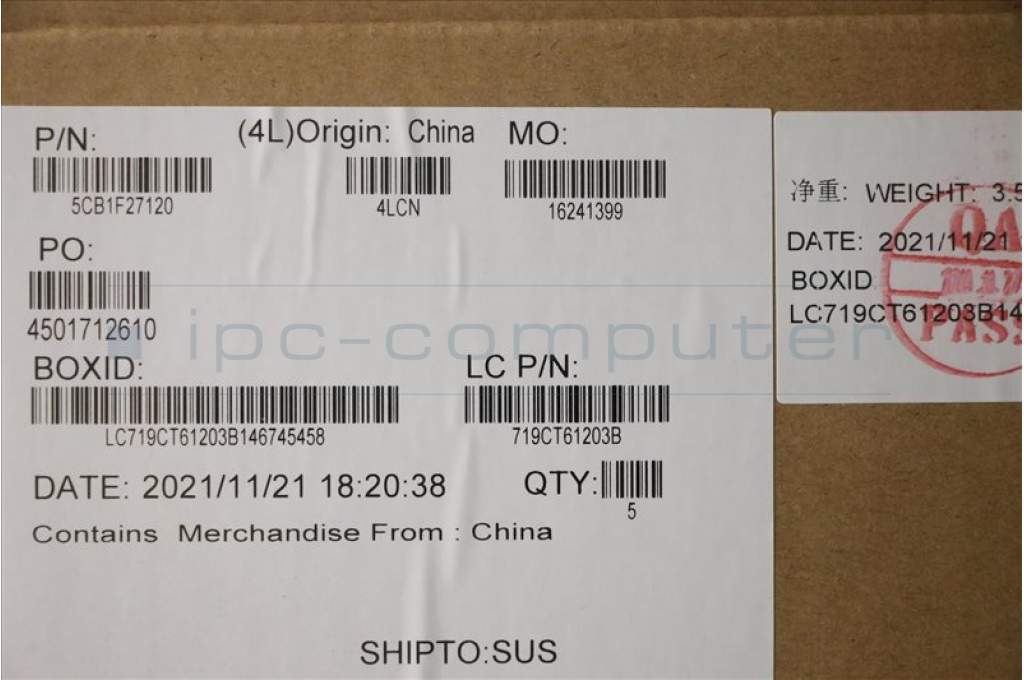 P/N:
5CB1F27120
(4L)Origin: China
4LCN
MO:
16241399
PO:
4501712610
BOXID:
LC719CT61203B146745458
LC P/N:
719CT61203B
DATE: 2021/11/21 18:20:38
QTY:
5
Contains Merchandise From : China
SHIPTO:SUS
净重: WEIGHT: 3.5
DATE: 2021/11/21
BOXID
LC719CT61203B14
QA
PASS
ipc-computer